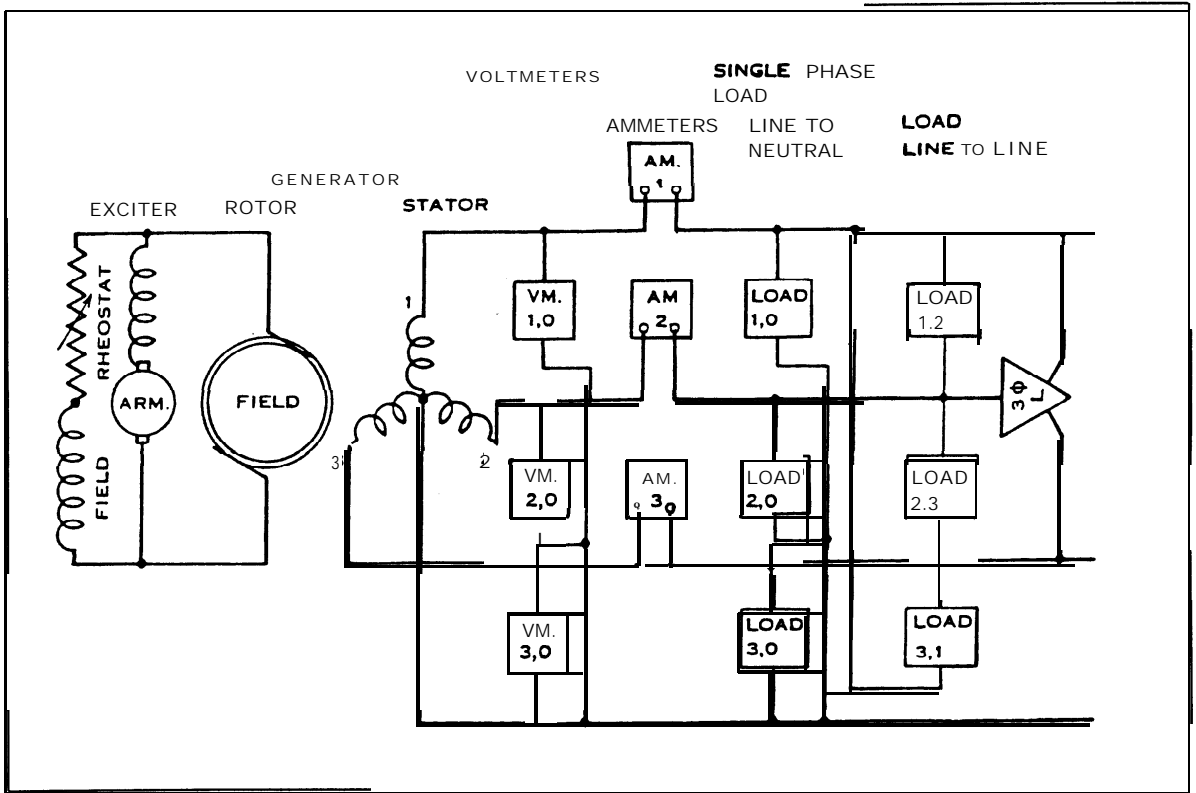 VOLTMETERS
SINGLE PHASE
LOAD
AMMETERS
LINE TO
NEUTRAL
LOAD
LINE TO LINE
GENERATOR
EXCITER
ROTOR
STATOR
AM.
1
RHEOSTAT
FIELD
ARM.
FIELD
1
2
3
VM.
1,0
AM
2
LOAD
1,0
LOAD
1.2
3Φ
L
VM.
2,0
AM.
3
LOAD
2,0
LOAD
2.3
VM.
3,0
LOAD
3,0
LOAD
3,1